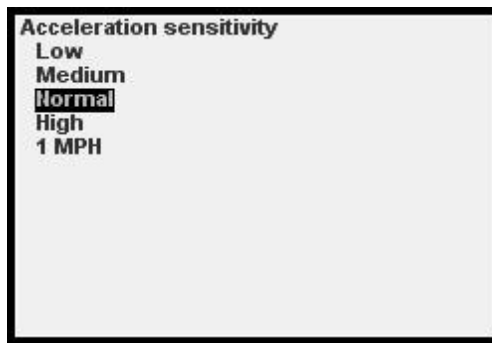 Acceleration sensitivity
Low
Medium
Normal
High
1 MPH